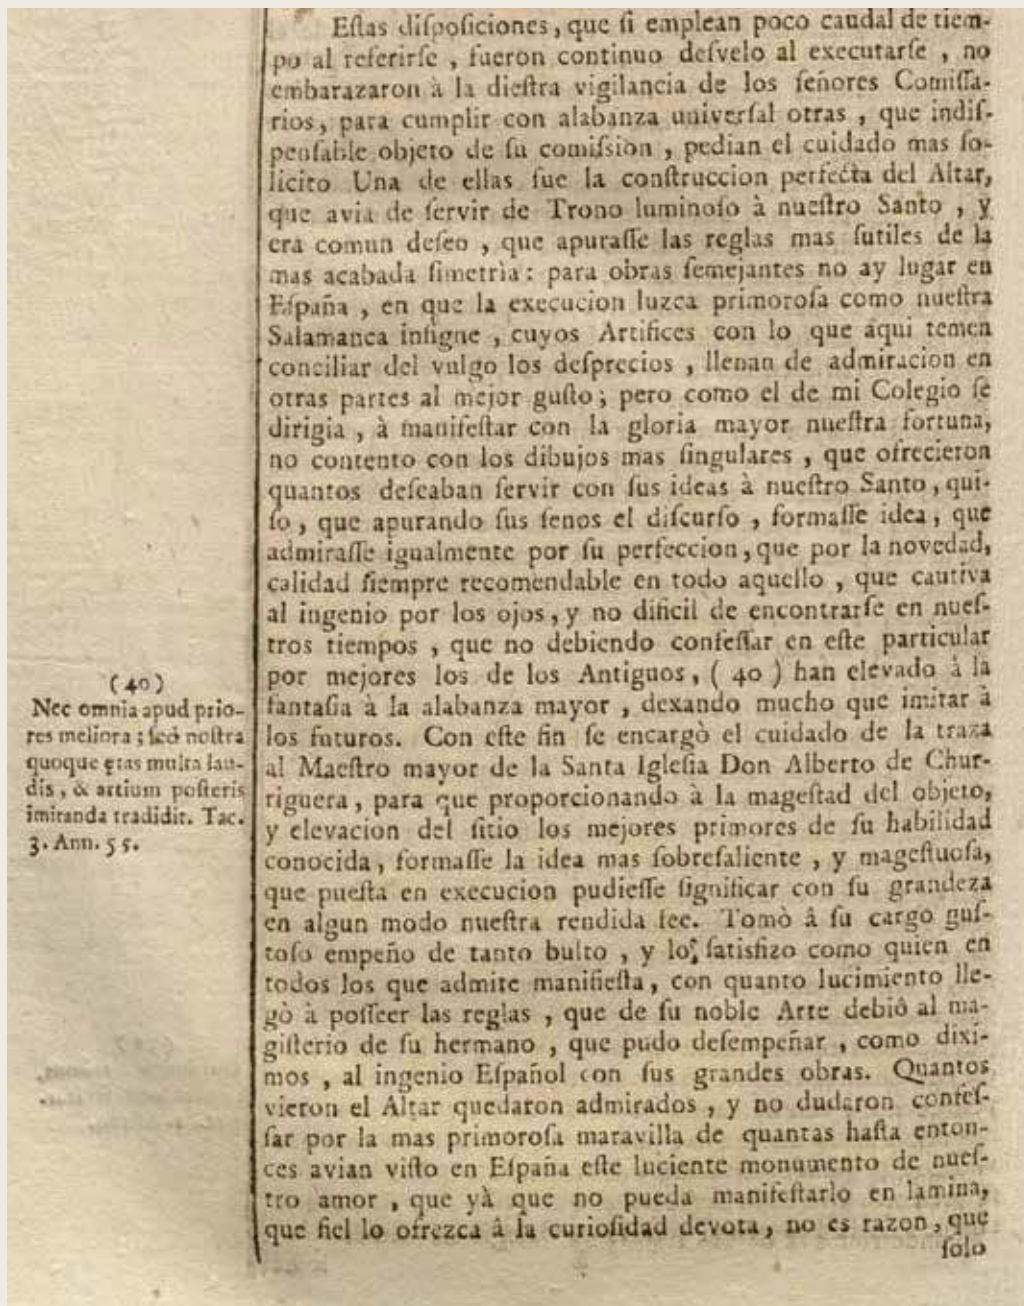 Eſtas diſpoſiciones, que ſi emplean poco caudal de tiem-
po al referirſe , fueron continuo deſvelo al executarſe , no
embarazaron à la dieſtra vigilancia de los ſeñores Comiſſa-
rios, para cumplir con alabanza univerſal otras , que indiſ-
penſable objeto de ſu comiſsion , pedian el cuidado mas ſo-
licito Una de ellas fue la conſtruccion perfecta del Altar,
que avia de ſervir de Trono luminoſo à nueſtro Santo , y
era comun deſeo , que apuraſſe las reglas mas ſutiles de la
mas acabada ſimetria: para obras ſemejantes no ay lugar en
Eſpaña , en que la execucion luzca primoroſa como nueſtra
Salamanca inſigne , cuyos Artifices con lo que aqui temen
conciliar del vulgo los deſprecios , llenan de admiracion en
otras partes al mejor guſto; pero como el de mi Colegio ſe
dirigia , à manifeſtar con la gloria mayor nueſtra fortuna,
no contento con los dibujos mas ſingulares , que ofrecieron
quantos deſeaban ſervir con ſus ideas à nueſtro Santo, qui-
ſo , que apurando ſus ſenos el diſcurſo , formaſſe idea, que
admiraſſe igualmente por ſu perfeccion, que por la novedad,
calidad ſiempre recomendable en todo aquello , que cautiva
al ingenio por los ojos, y no dificil de encontrarſe en nueſ-
tros tiempos , que no debiendo confeſſar en eſte particular
por mejores los de los Antiguos, ( 40 ) han elevado à la
fantaſia à la alabanza mayor , dexando mucho que imitar à
los futuros. Con eſte fin ſe encargò el cuidado de la traza
al Maeſtro mayor de la Santa Igleſia Don Alberto de Chur-
riguera, para que proporcionando à la mageſtad del objeto,
y elevacion del ſitio los mejores primores de ſu habilidad
conocida, formaſſe la idea mas ſobreſaliente , y mageſtuoſa,
que pueſta en execucion pudieſſe ſignificar con ſu grandeza
en algun modo nueſtra rendida fee. Tomò â ſu cargo guſ-
toſo empeño de tanto bulto , y lo ſatisfizo como quien en
todos los que admite manifieſta, con quanto lucimiento lle-
gò à poſſeer las reglas , que de ſu noble Arte debiô al ma-
giſterio de ſu hermano , que pudo deſempeñar , como dixi-
mos , al ingenio Eſpañol con ſus grandes obras. Quantos
vieron el Altar quedaron admirados , y no dudaron confeſ-
ſar por la mas primoroſa maravilla de quantas haſta enton-
ces avian viſto en Eſpaña eſte luciente monumento de nueſ-
tro amor , que yà que no pueda manifeſtarlo en lamina,
que fiel lo ofrezca â la curioſidad devota, no es razon, que
ſolo
(40)
Nec omnia apud prio-
res meliora ; ſed noſtra
quoque ętas multa lau-
dis , & artium poſteris
imitanda tradidit. Tac.
3. Ann. 55.